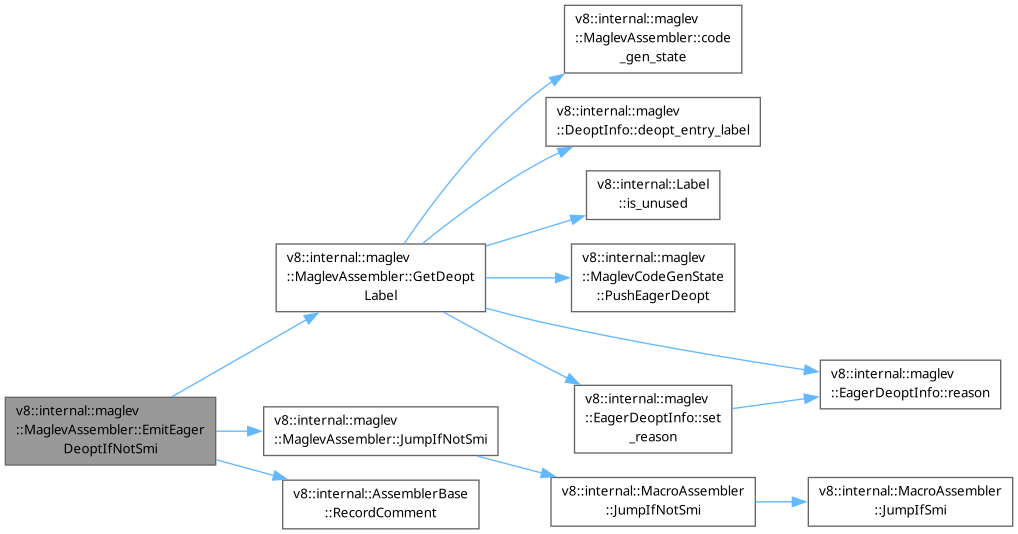 v8::internal::maglev
::MaglevAssembler::code
_gen_state
v8::internal::maglev
::DeoptInfo::deopt_entry_label
v8::internal::Label
::is_unused
v8::internal::maglev
::MaglevAssembler::GetDeopt
Label
v8::internal::maglev
::MaglevCodeGenState
::PushEagerDeopt
v8::internal::maglev
::EagerDeoptInfo::reason
v8::internal::maglev
::EagerDeoptInfo::set
_reason
v8::internal::maglev
::MaglevAssembler::EmitEager
DeoptIfNotSmi
v8::internal::maglev
::MaglevAssembler::JumpIfNotSmi
v8::internal::AssemblerBase
::RecordComment
v8::internal::MacroAssembler
::JumpIfNotSmi
v8::internal::MacroAssembler
::JumpIfSmi